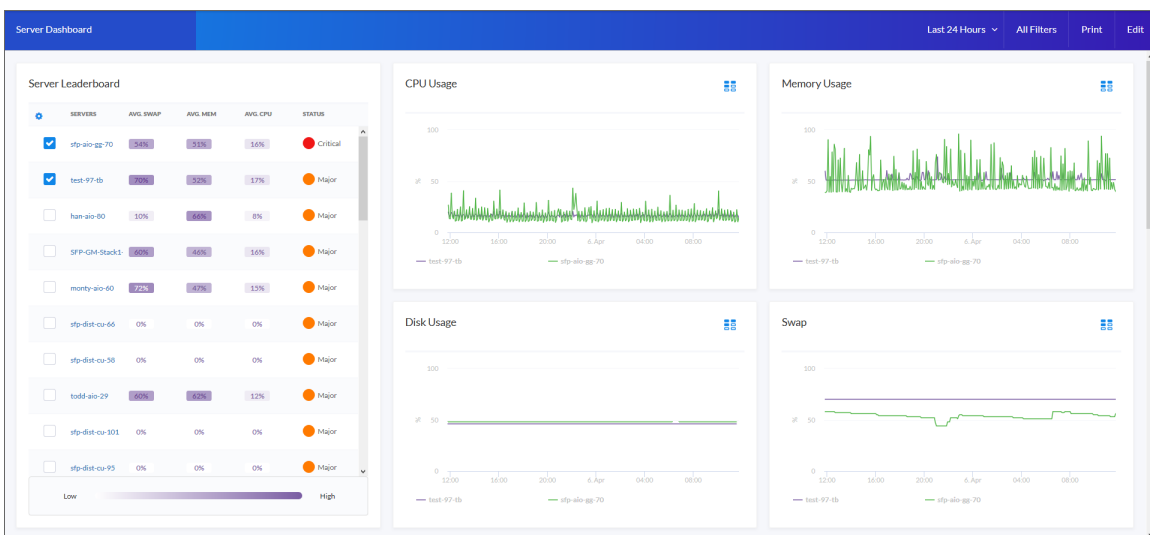 Server Dashboard
Last 24 Hours
All Filters
Print
Edit
Server Leaderboard
SERVERS AVG. SWAP AVG. MEM AVG. CPU STATUS
sfp-aio-gg-70 54% 51% 16% Critical
test-97-tb 70% 52% 17% Major
han-aio-80 10% 66% 8% Major
SFP-GM-Stack1- 60% 46% 16% Major
monty-aio-60 72% 47% 15% Major
sfp-dist-cu-66 0% 0% 0% Major
sfp-dist-cu-58 0% 0% 0% Major
todd-aio-29 60% 62% 12% Major
sfp-dist-cu-101 0% 0% 0% Major
sfp-dist-cu-95 0% 0% 0% Major
Low High
CPU Usage
100
%
50
0
12:00 16:00 20:00 6. Apr 04:00 08:00
test-97-tb sfp-aio-gg-70
Memory Usage
100
%
50
0
12:00 16:00 20:00 6. Apr 04:00 08:00
test-97-tb sfp-aio-gg-70
Disk Usage
100
%
50
0
12:00 16:00 20:00 6. Apr 04:00 08:00
test-97-tb sfp-aio-gg-70
Swap
100
%
50
0
12:00 16:00 20:00 6. Apr 04:00 08:00
test-97-tb sfp-aio-gg-70